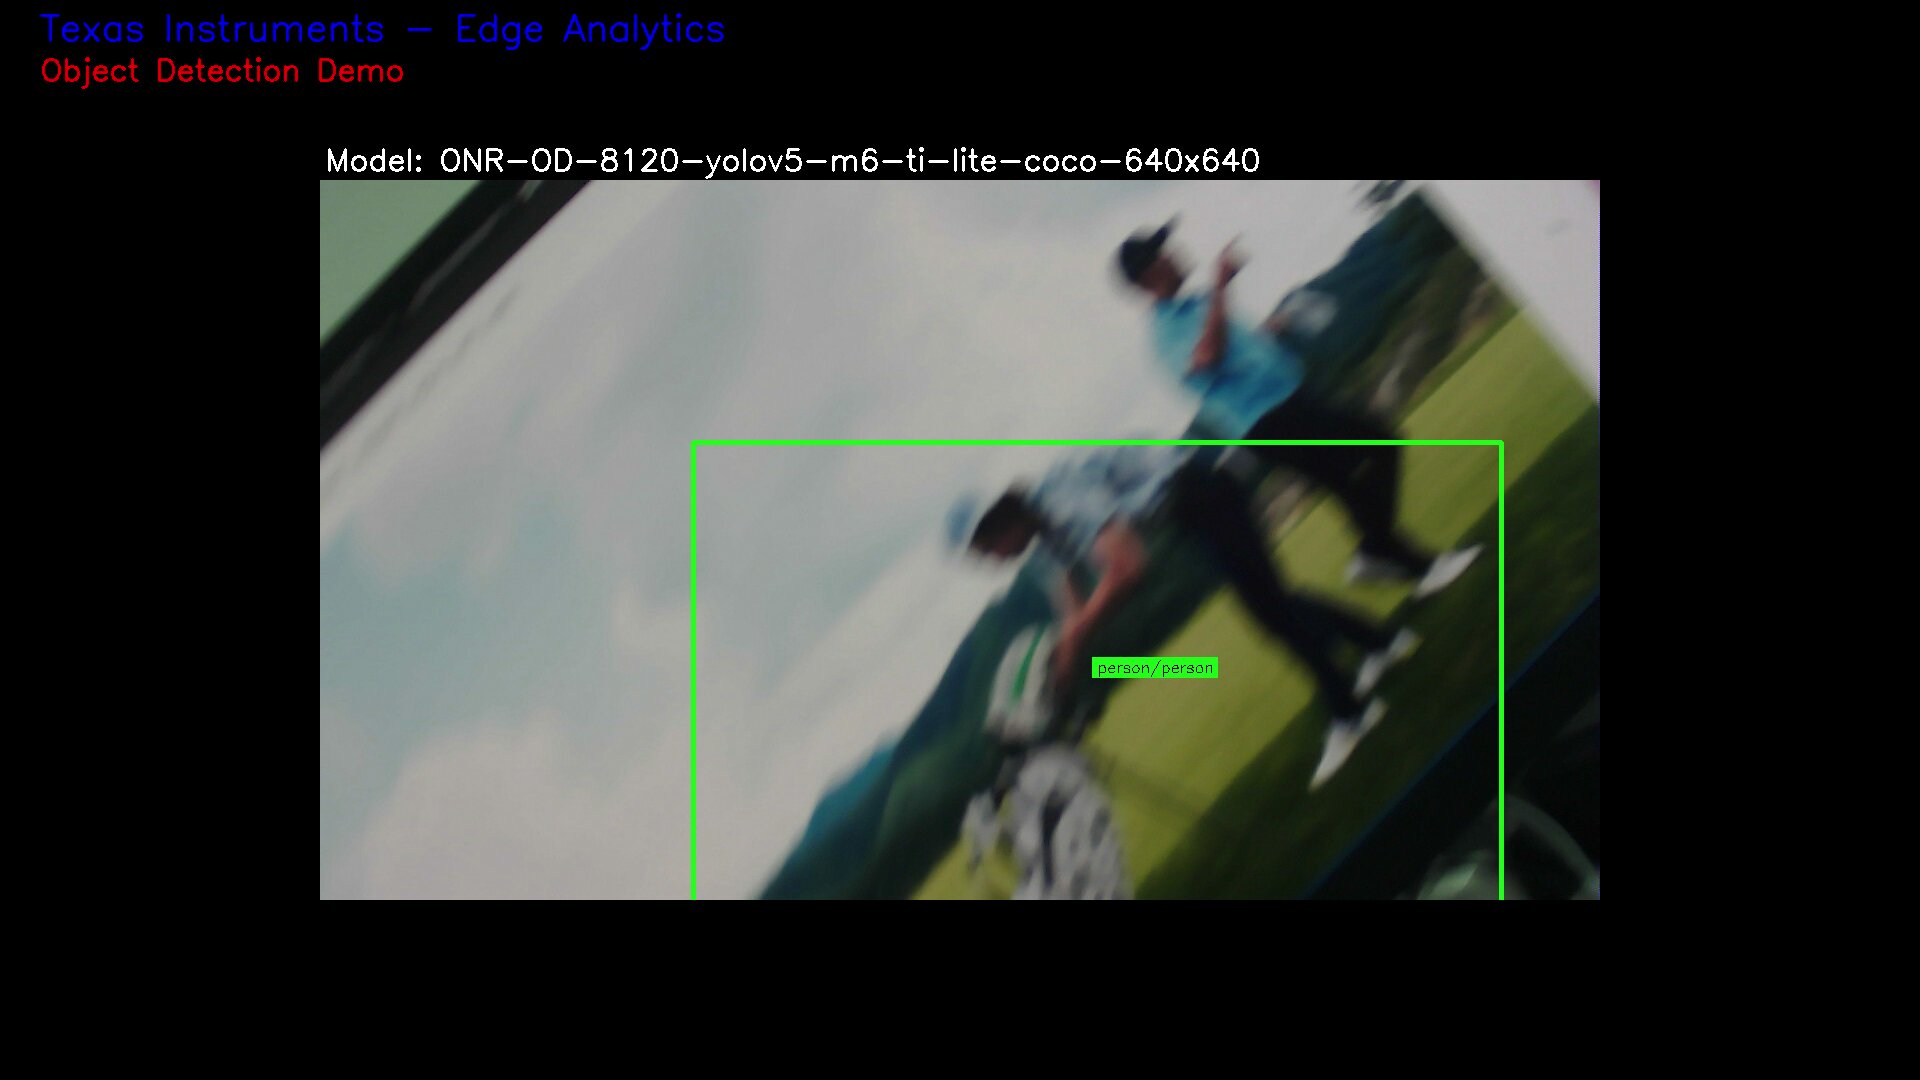 Texas Instruments - Edge Analytics
Object Detection Demo
Model: ONR-OD-8120-yolov5-m6-ti-lite-coco-640x640
person/person